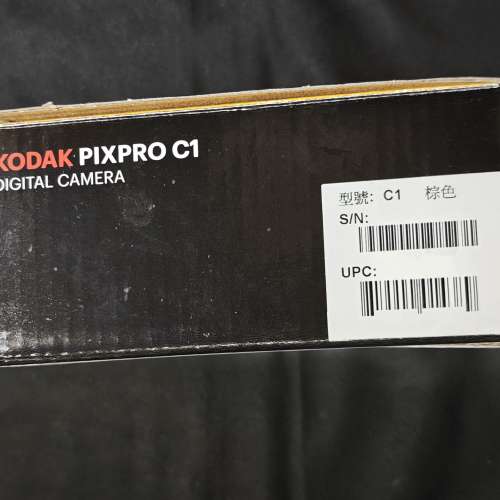 KODAK PIXPRO C1
DIGITAL CAMERA
型號: C1 棕色
S/N:
UPC: